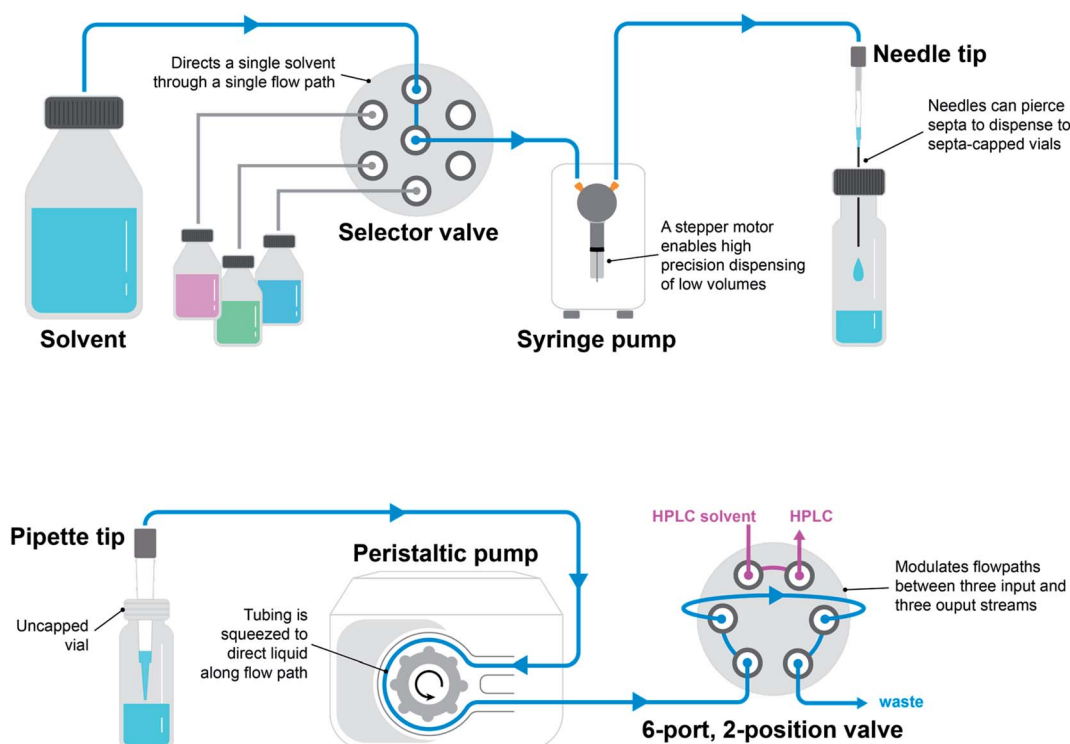 Directs a single solvent
through a single flow path
Needle tip
Needles can pierce
septa to dispense to
septa-capped vials
Selector valve
A stepper motor
enables high
precision dispensing
of low volumes
Solvent
Syringe pump
Pipette tip
Peristaltic pump
HPLC solvent
HPLC
Modulates flowpaths
between three input and
three ouput streams
Uncapped
vial
Tubing is
squeezed to
direct liquid
along flow path
waste
6-port, 2-position valve